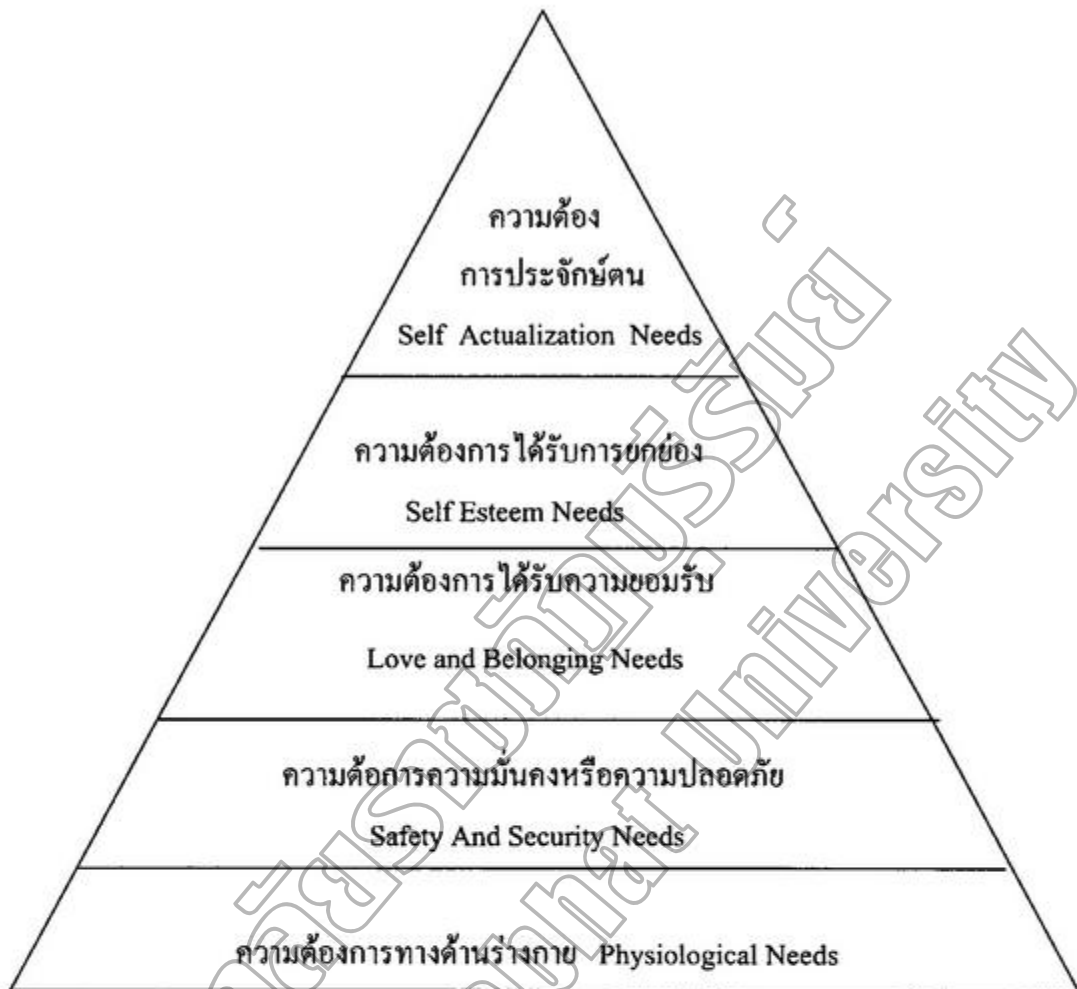 ความต้อง
การประจักษ์ตน
Self Actualization Needs
ความต้องการได้รับการยกย่อง
Self Esteem Needs
ความต้องการได้รับความยอมรับ
Love and Belonging Needs
ความต้อการความมั่นคงหรือความปลอดภัย
Safety And Security Needs
ความต้องการทางด้านร่างกาย Physiological Needs
University